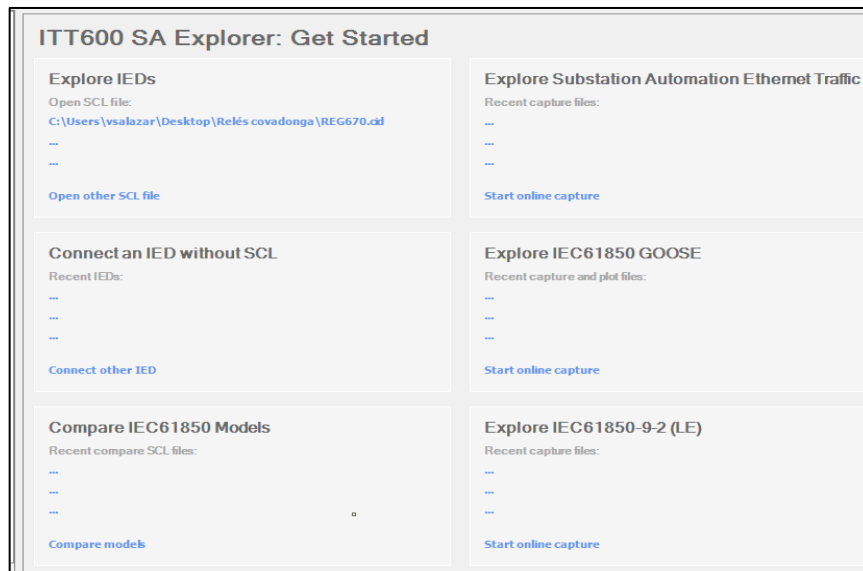 ITT600 SA Explorer: Get Started
Explore IEDs
Open SCL file:
C:\Users\vsalazar\Desktop\Relés covadonga\REG670.cid
...
...
Open other SCL file
Explore Substation Automation Ethernet Traffic
Recent capture files:
...
...
...
Start online capture
Connect an IED without SCL
Recent IEDs:
...
...
...
Connect other IED
Explore IEC61850 GOOSE
Recent capture and plot files:
...
...
...
Start online capture
Compare IEC61850 Models
Recent compare SCL files:
...
...
...
Compare models
Explore IEC61850-9-2 (LE)
Recent capture files:
...
...
...
Start online capture